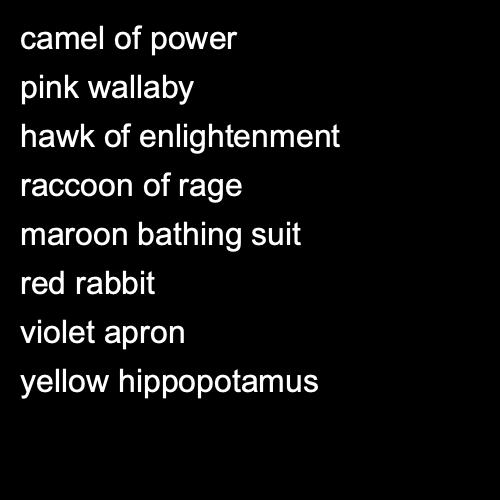 camel of power
pink wallaby
hawk of enlightenment
raccoon of rage
maroon bathing suit
red rabbit
violet apron
yellow hippopotamus